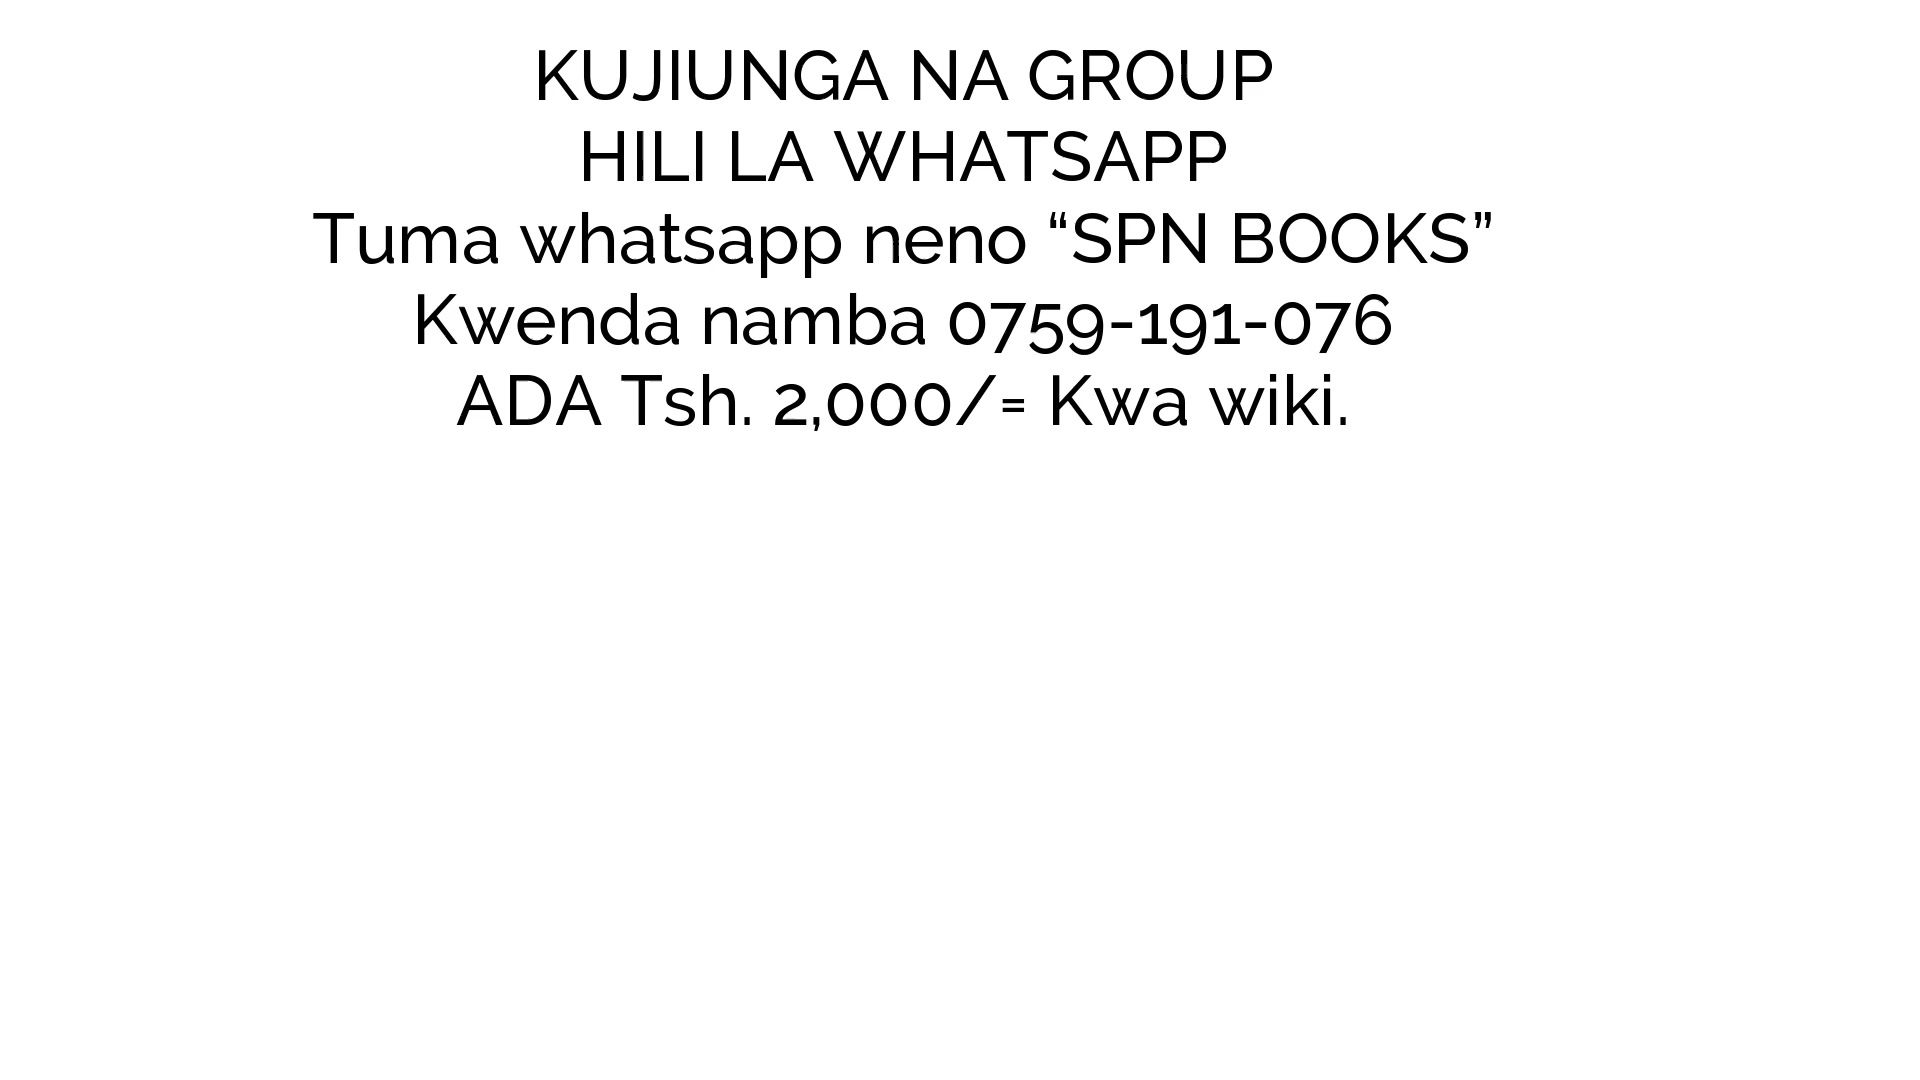 KUJIUNGA NA GROUP
HILI LA WHATSAPP
Tuma whatsapp neno “SPN BOOKS”
Kwenda namba 0759-191-076
ADA Tsh. 2,000/= Kwa wiki.